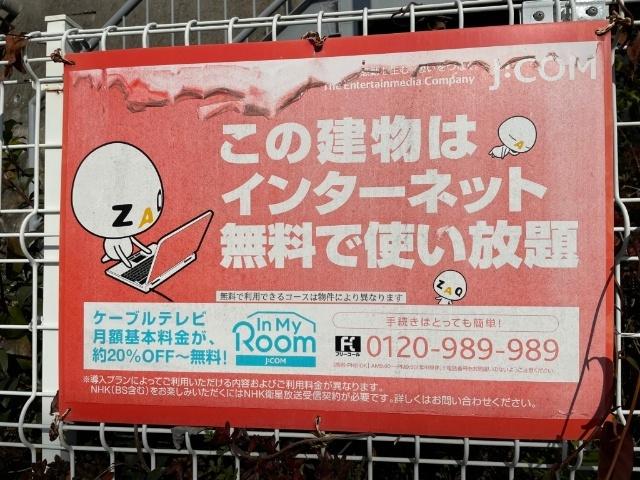 J:COM
The Entertainmedia Company
この建物は
インターネット
無料で使い放題
ZAQ
ZAQ
無料で利用できるコースは物件により異なります
ケーブルテレビ
月額基本料金が、
約20%OFF～無料!
In My
Room
J:COM
手続きはとっても簡単!
フリーコール
0120-989-989
※導入プランによってご利用いただける内容およびご利用料金が異なります。
NHK(BS含む)をお楽しみいただくにはNHK衛星放送受信契約が必要です。詳しくはお問い合わせください。